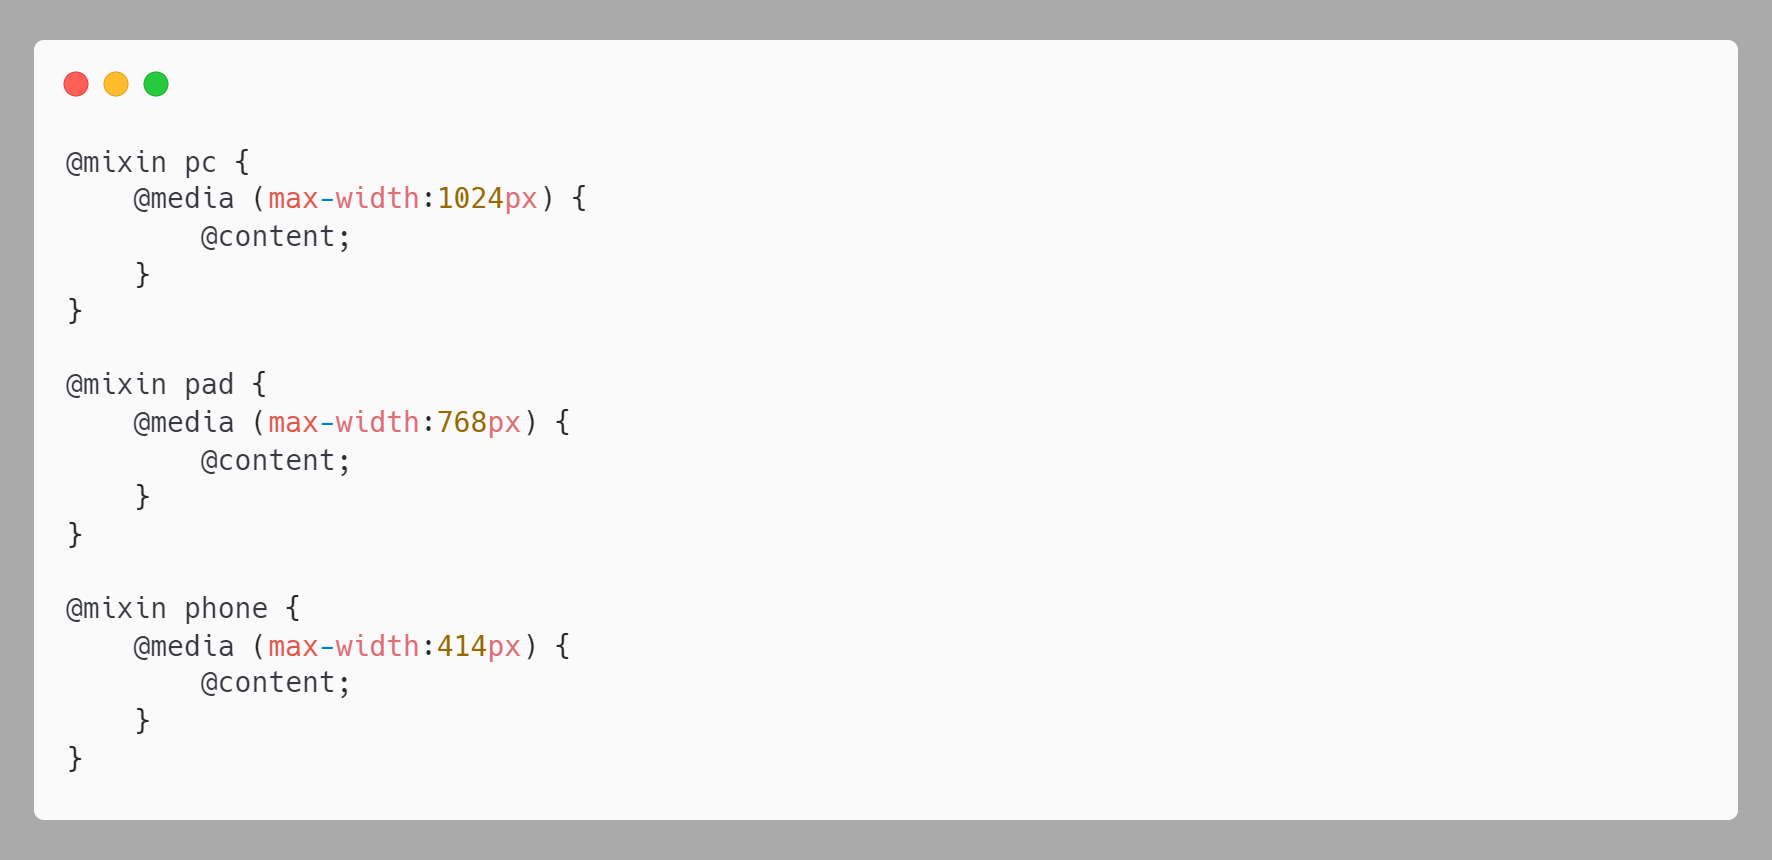 @mixin pc {
    @media (max-width:1024px) {
        @content;
    }
}

@mixin pad {
    @media (max-width:768px) {
        @content;
    }
}

@mixin phone {
    @media (max-width:414px) {
        @content;
    }
}